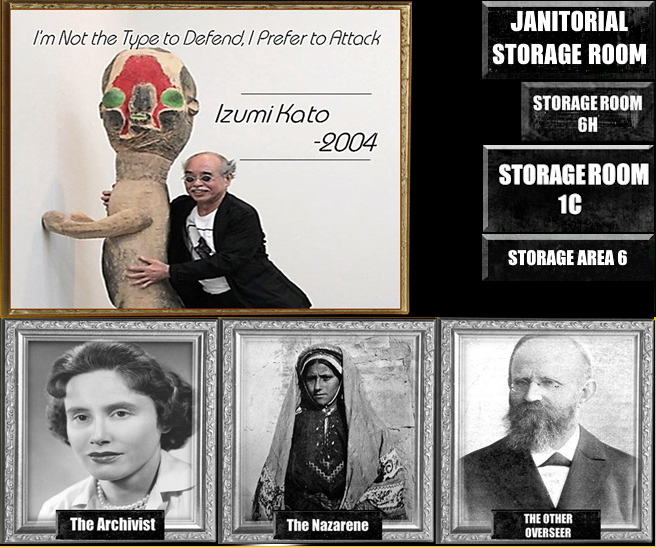 I'm Not the Type to Defend, I Prefer to Attack
Izumi Kato
-2004
JANITORIAL
STORAGE ROOM
STORAGE ROOM
6H
STORAGE ROOM
1C
STORAGE AREA 6
The Archivist
The Nazarene
THE OTHER
OVERSEER